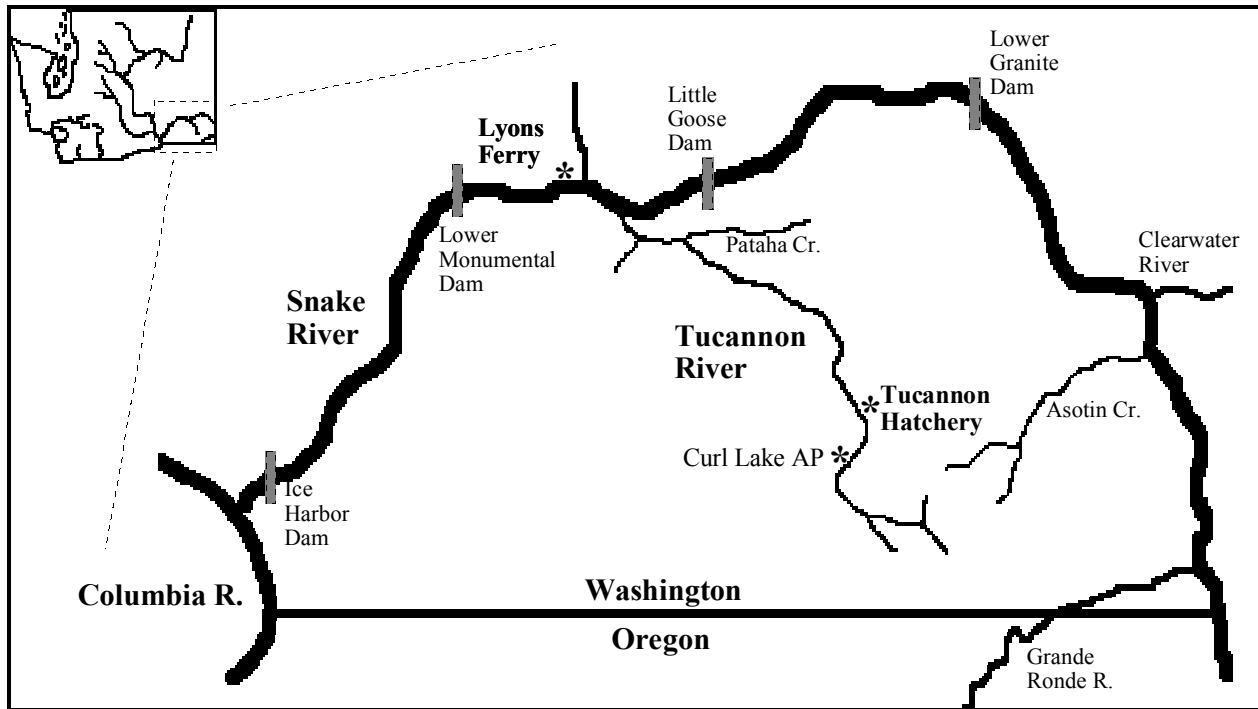 Lower
Granite
Dam
Little
Goose
Dam
Lyons
Ferry
*
Lower
Monumental
Dam
Pataha Cr.
Clearwater
River
Snake
River
Tucannon
River
* Tucannon
Hatchery
Asotin Cr.
Curl Lake AP *
Ice
Harbor
Dam
Columbia R.
Washington
Oregon
Grande
Ronde R.